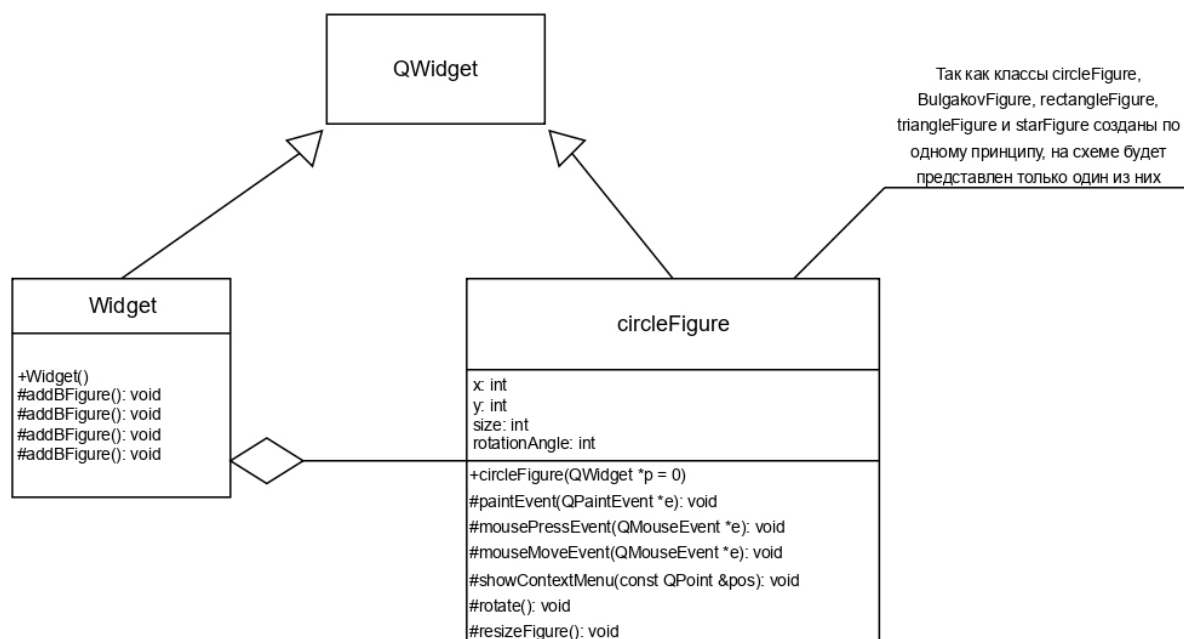 QWidget
Так как классы circleFigure,
BulgakovFigure, rectangleFigure,
triangleFigure и starFigure созданы по
одному принципу, на схеме будет
представлен только один из них
Widget
+Widget()
#addBFigure(): void
#addBFigure(): void
#addBFigure(): void
#addBFigure(): void
circleFigure
x: int
y: int
size: int
rotationAngle: int
+circleFigure(QWidget *p = 0)
#paintEvent(QPaintEvent *e): void
#mousePressEvent(QMouseEvent *e): void
#mouseMoveEvent(QMouseEvent *e): void
#showContextMenu(const QPoint &pos): void
#rotate(): void
#resizeFigure(): void